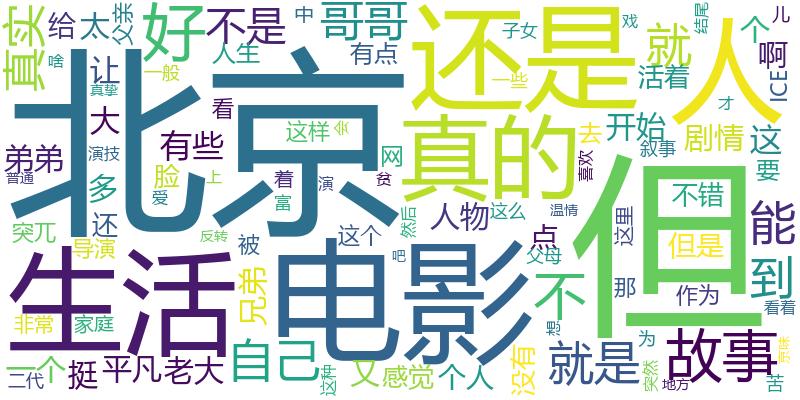 真实
给
太
父亲
好
不是
中
哥哥
还是
子女
戏
结尾
人
个
儿
啊
ICE
啥
让
一般
人生
有点
就
活着
一些
真挚
北京
看
真的
才
大
有些
这样
会
网
去
开始
剧情
这
弟弟
演技
喜欢
叙事
要
普通
多
脸
上
着
演
贫
但
不错
爱
富
然后
人物
这么
温情
这里
能
还
突兀
导演
反转
被
这个
点
父母
那
但是
到
生活
电影
吧
兄弟
不
作为
看着
非常
家庭
想
为
一个
挺
平凡
老大
自己
又
感觉
个人
没有
就是
故事
二代
这种
突然
地方
苦